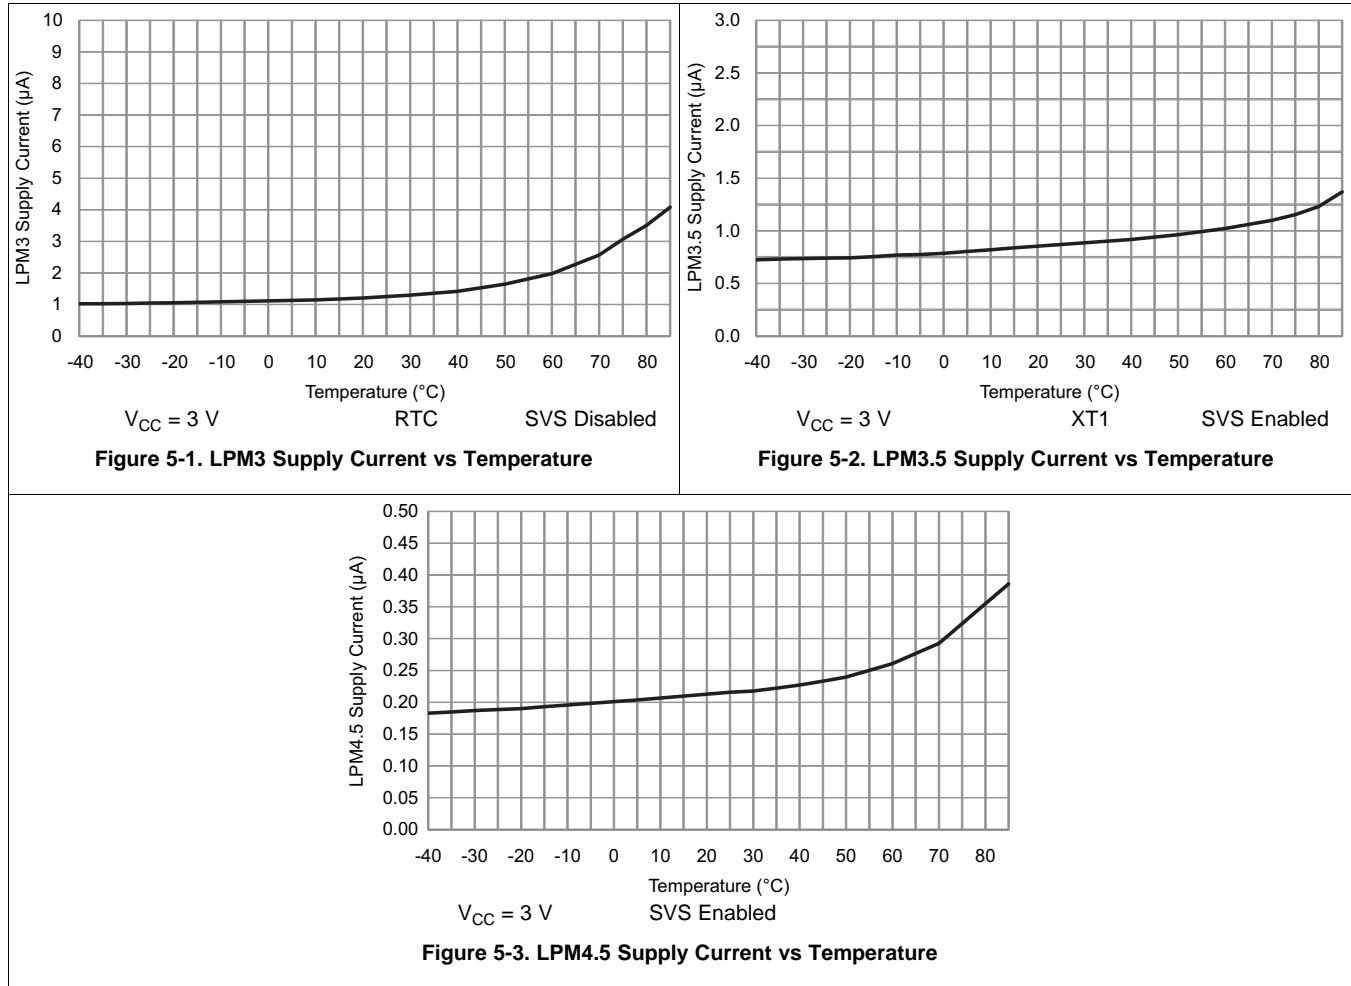 LPM3 Supply Current (µA)
10
9
8
7
6
5
4
3
2
1
0
-40 -30 -20 -10 0 10 20 30 40 50 60 70 80
Temperature (°C)
VCC = 3 V RTC SVS Disabled
Figure 5-1. LPM3 Supply Current vs Temperature
LPM3.5 Supply Current (µA)
3.0
2.5
2.0
1.5
1.0
0.5
0.0
-40 -30 -20 -10 0 10 20 30 40 50 60 70 80
Temperature (°C)
VCC = 3 V XT1 SVS Enabled
Figure 5-2. LPM3.5 Supply Current vs Temperature
LPM4.5 Supply Current (µA)
0.50
0.45
0.40
0.35
0.30
0.25
0.20
0.15
0.10
0.05
0.00
-40 -30 -20 -10 0 10 20 30 40 50 60 70 80
Temperature (°C)
VCC = 3 V SVS Enabled
Figure 5-3. LPM4.5 Supply Current vs Temperature